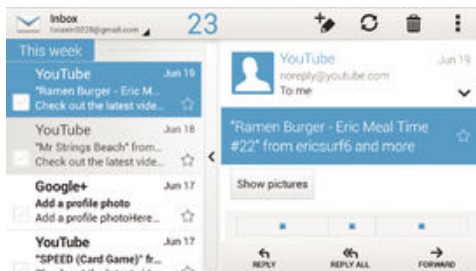 Inbox
23
This week
YouTube Jun 19
"Ramen Burger - Eric M...
Check out the latest vide...
YouTube Jun 18
"Mr Strings Beach" from...
Check out the latest vide...
Google+ Jun 17
Add a profile photo
Add a profile photoHere...
YouTube Jun 17
"SPEED (Card Game)" fr...
YouTube Jun 19
noreply@youtube.com
To:me
"Ramen Burger - Eric Meal Time
#22" from ericsurf6 and more
Show pictures
REPLY REPLY ALL FORWARD